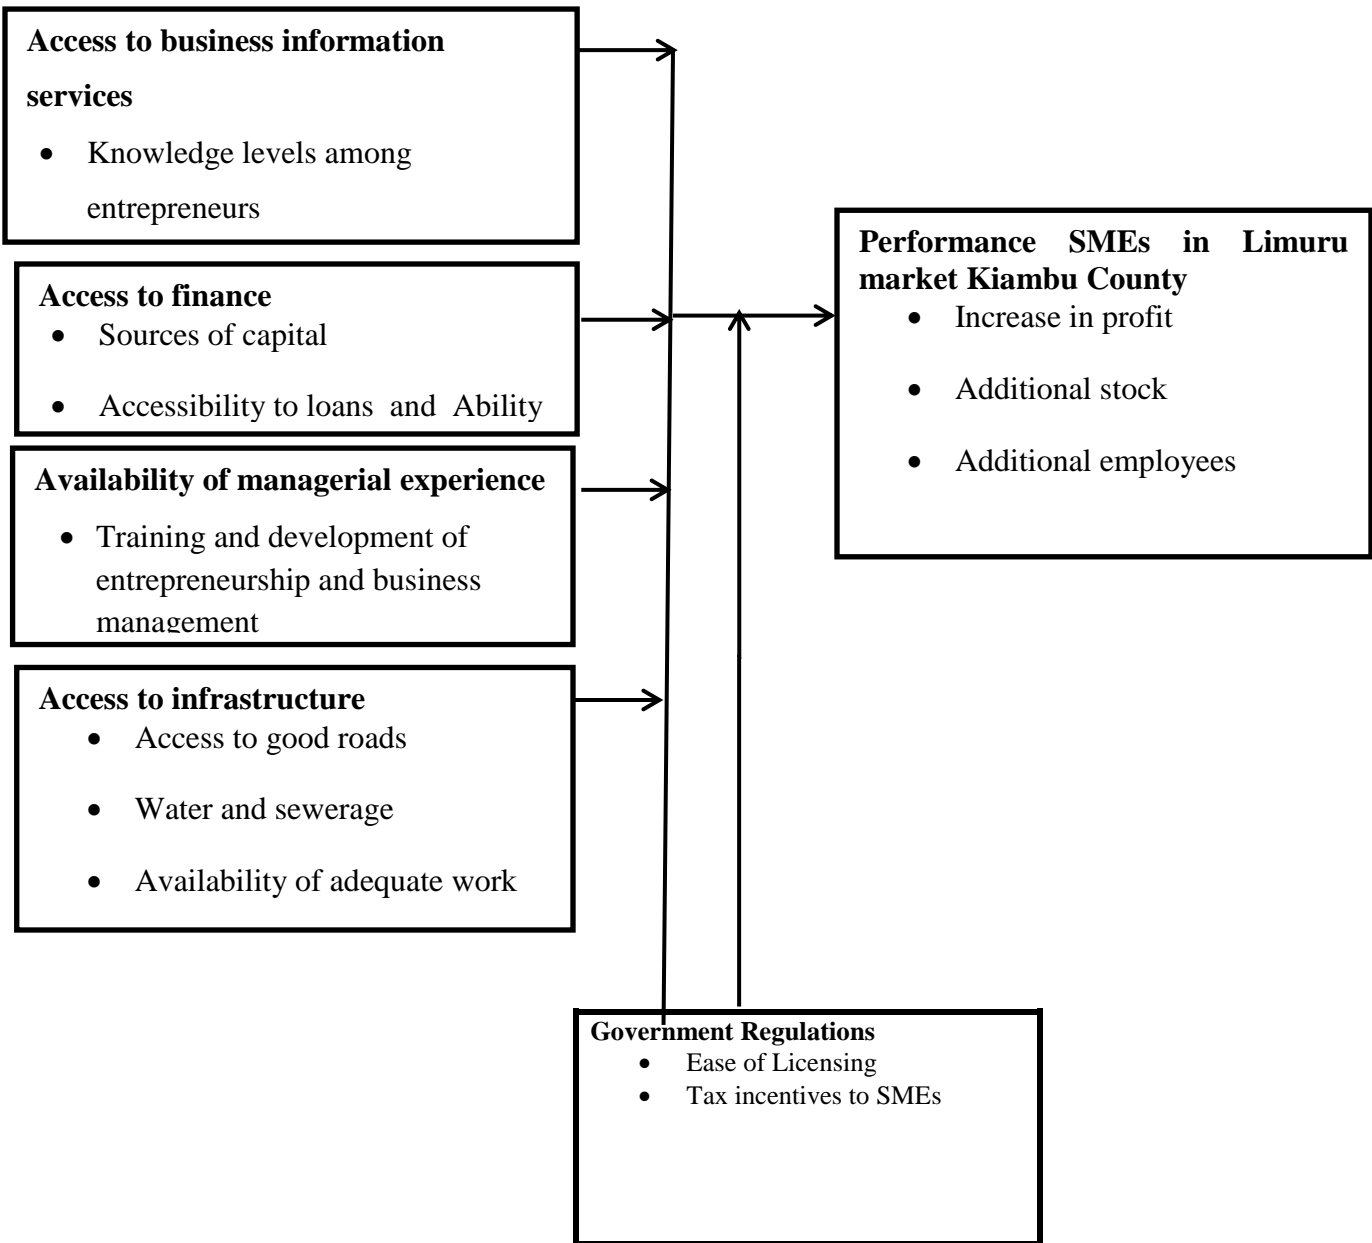 Access to business information
services
• Knowledge levels among
entrepreneurs
Access to finance
• Sources of capital
• Accessibility to loans and Ability
Availability of managerial experience
• Training and development of
entrepreneurship and business
management
Access to infrastructure
• Access to good roads
• Water and sewerage
• Availability of adequate work
Performance SMEs in Limuru
market Kiambu County
• Increase in profit
• Additional stock
• Additional employees
Government Regulations
• Ease of Licensing
• Tax incentives to SMEs